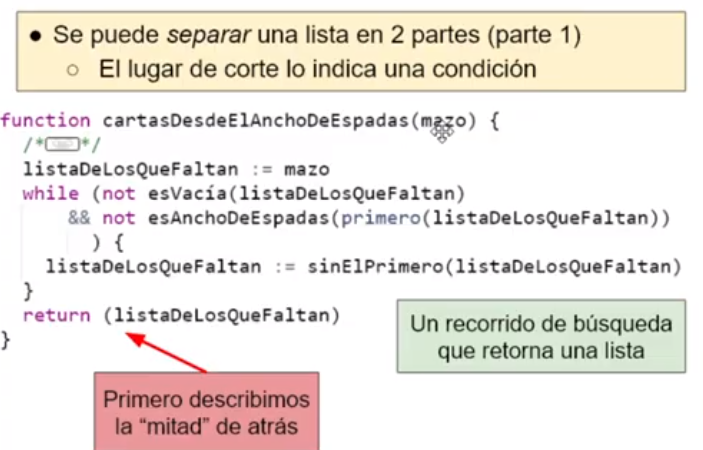 ● Se puede separar una lista en 2 partes (parte 1)
○ El lugar de corte lo indica una condición
function cartasDesdeElAnchoDeEspadas(mazo) {
/**/
listaDeLosQueFaltan := mazo
while (not esVacía(listaDeLosQueFaltan)
&& not esAnchoDeEspadas(primero(listaDeLosQueFaltan))
) {
listaDeLosQueFaltan := sinElPrimero(listaDeLosQueFaltan)
}
return (listaDeLosQueFaltan)
}
Un recorrido de búsqueda
que retorna una lista
Primero describimos
la “mitad” de atrás